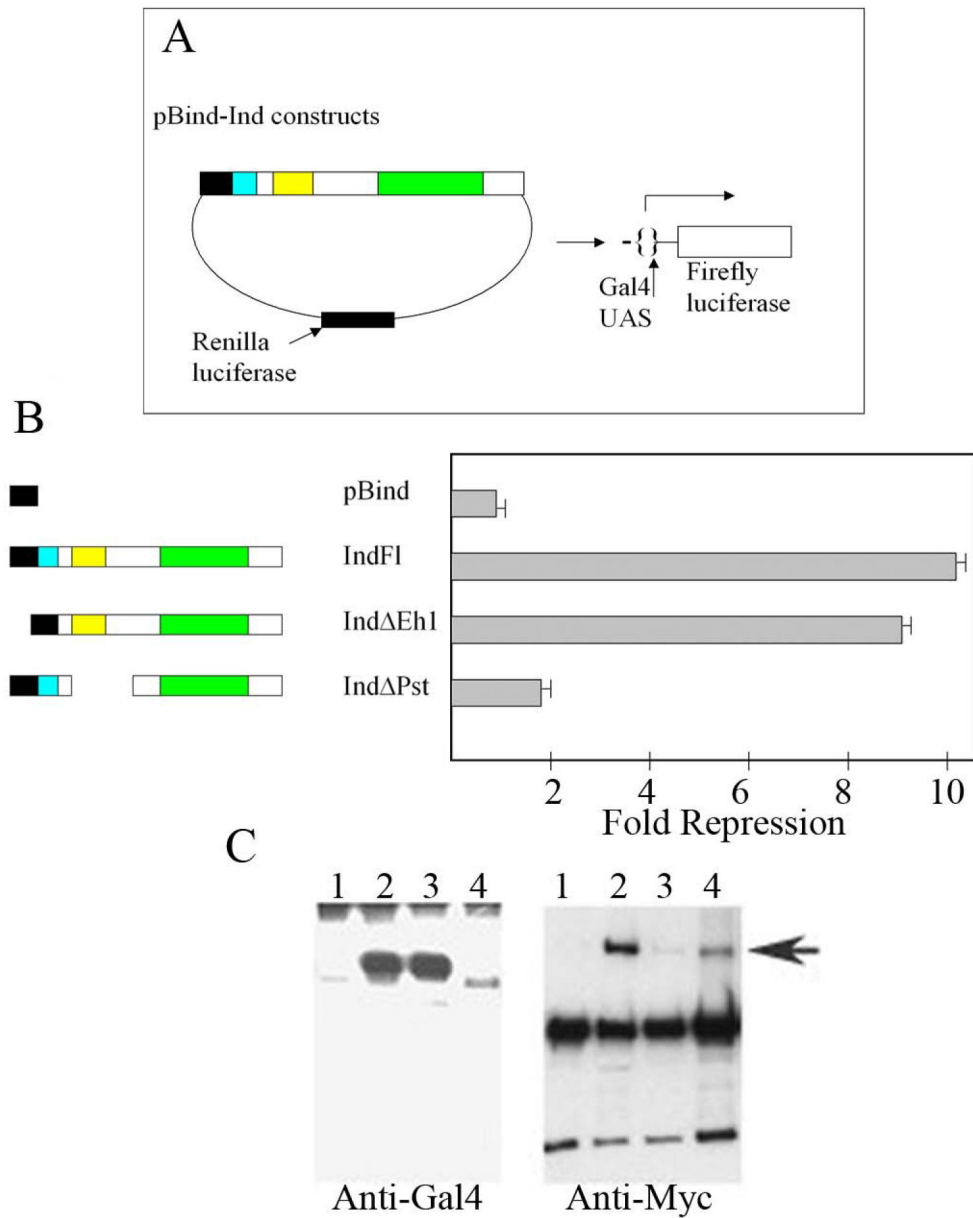 A
pBind-Ind constructs
Renilla
luciferase
-{}
Gal4
UAS
Firefly
luciferase
B
pBind
IndFl
IndΔEh1
IndΔPst
2 4 6 8 10
Fold Repression
C
1 2 3 4
1 2 3 4
Anti-Gal4
Anti-Myc